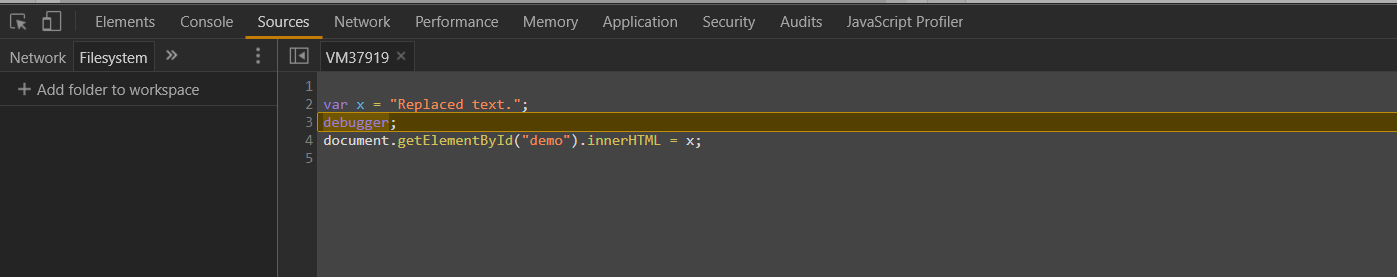 Elements Console Sources Network Performance Memory Application Security Audits JavaScript Profiler
Network Filesystem » VM37919 ×
+ Add folder to workspace
1
2 var x = "Replaced text.";
3 debugger;
4 document.getElementById("demo").innerHTML = x;
5